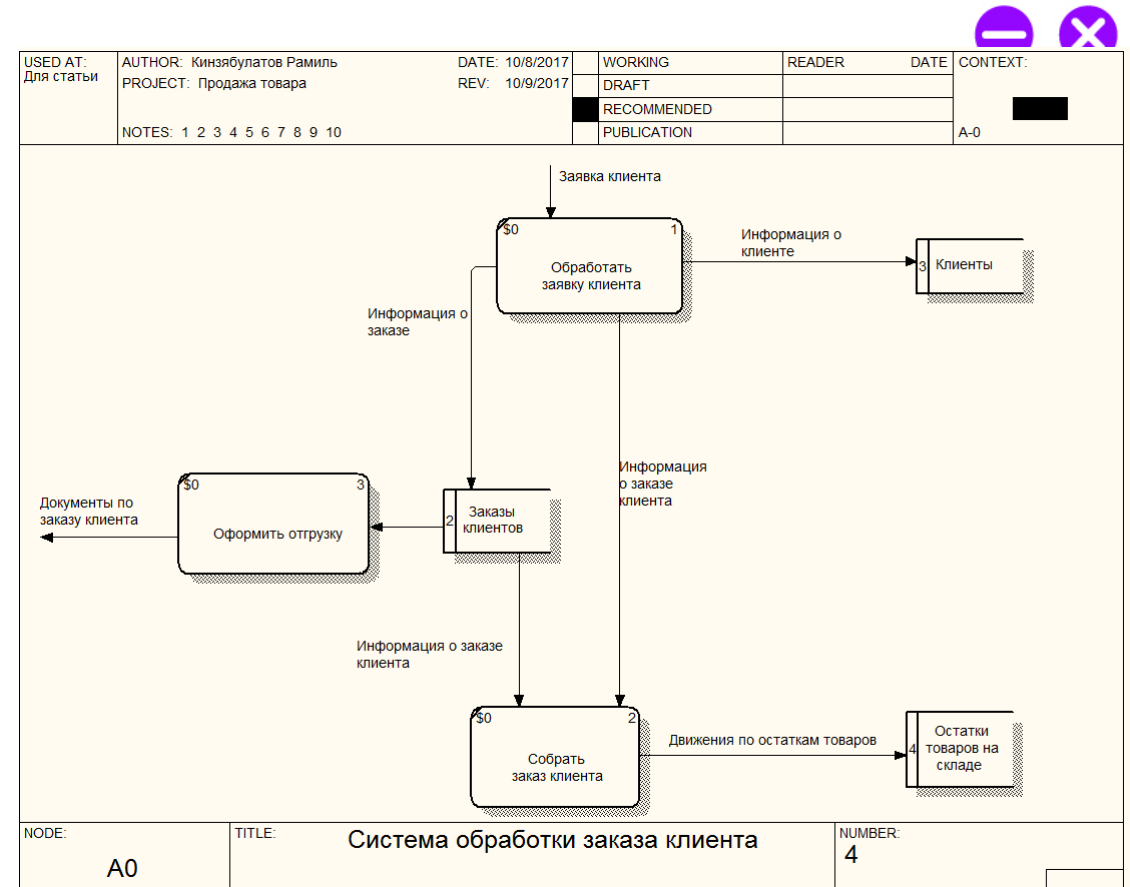 USED AT:
Для статьи
AUTHOR: Кинзябулатов Рамиль
DATE: 10/8/2017
PROJECT: Продажа товара
REV: 10/9/2017
NOTES: 1 2 3 4 5 6 7 8 9 10
WORKING
DRAFT
RECOMMENDED
PUBLICATION
READER
DATE
CONTEXT:
A-0
Заявка клиента
$0
1
Обработать
заявку клиента
Информация о
клиенте
3
Клиенты
Информация о
заказе
Информация
о заказе
клиента
Документы по
заказу клиента
$0
3
Оформить отгрузку
2
Заказы
клиентов
Информация о заказе
клиента
$0
2
Собрать
заказ клиента
Движения по остаткам товаров
4
Остатки
товаров на
складе
NODE:
A0
TITLE:
Система обработки заказа клиента
NUMBER:
4